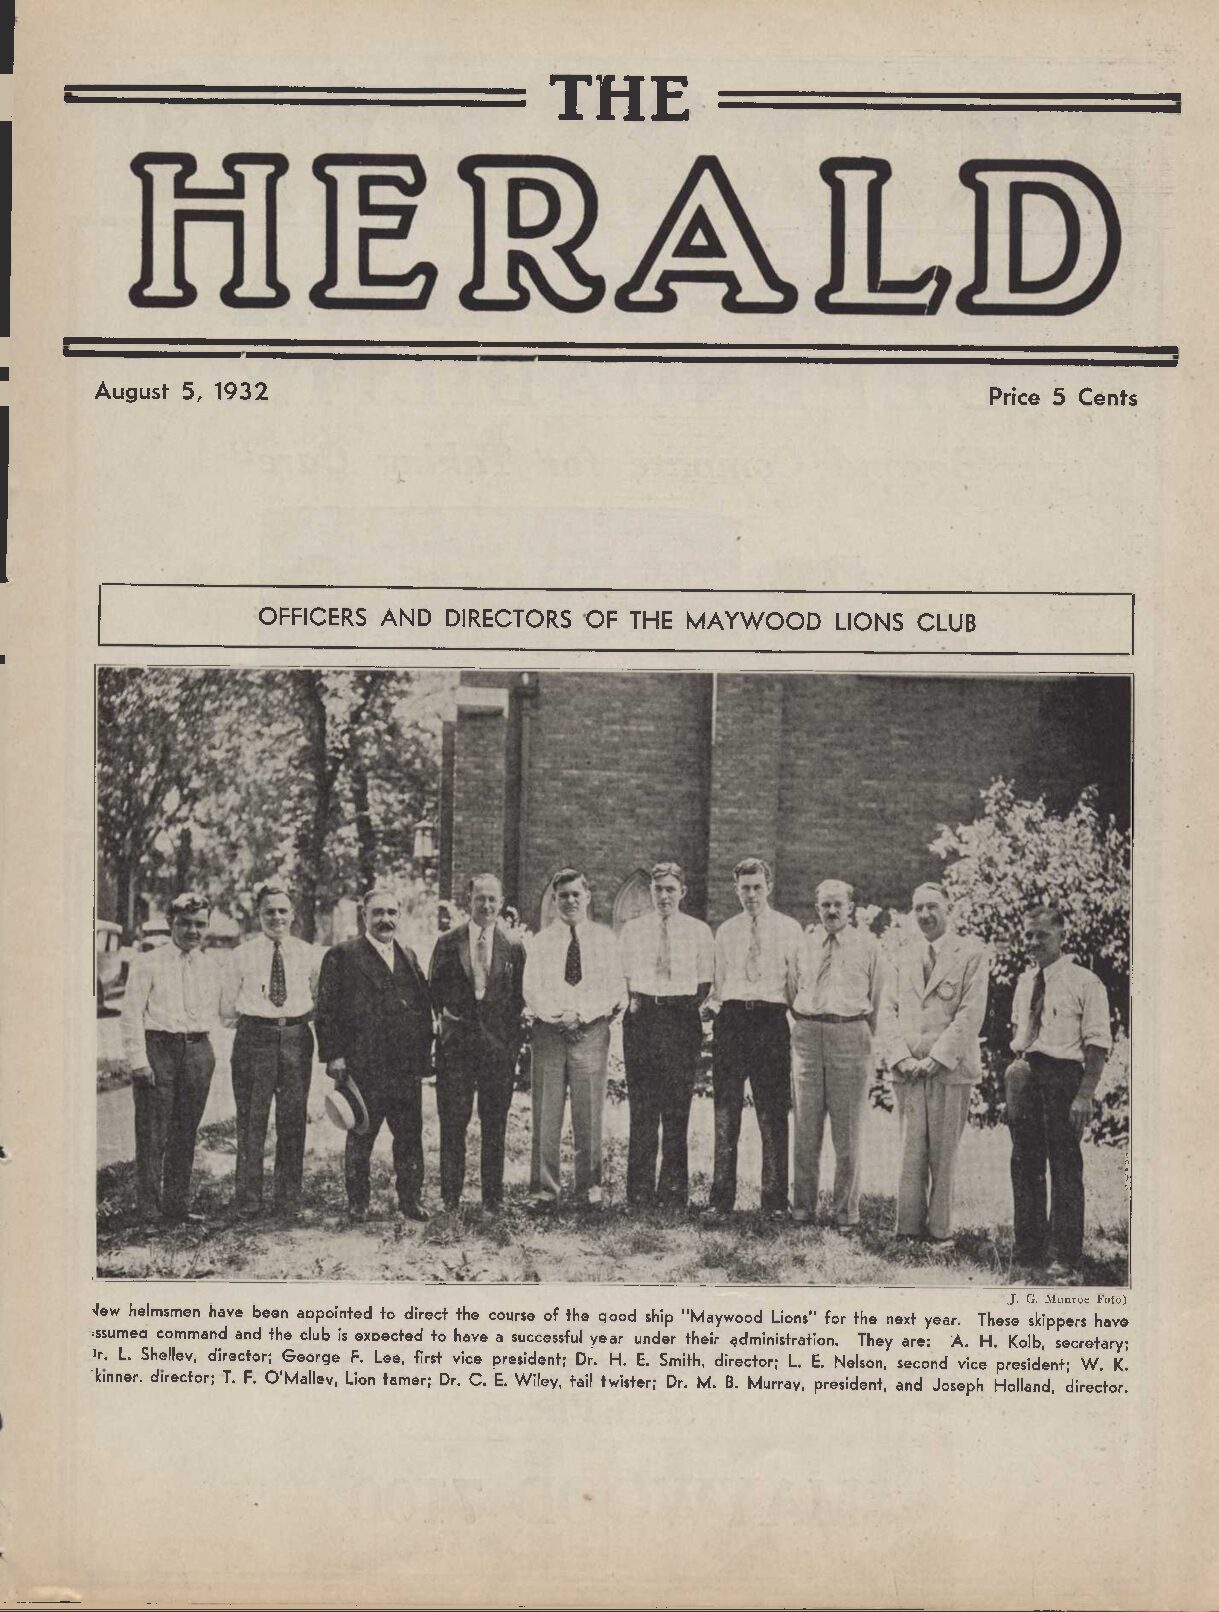 THE
HERALD
August 5, 1932
Price 5 Cents
OFFICERS AND DIRECTORS OF THE MAYWOOD LIONS CLUB
J. G. Monroe Foto)
New helmsmen have been appointed to direct the course of the good ship "Maywood Lions" for the next year. These skippers have
assumed command and the club is expected to have a successful year under their administration. They are: A. H. Kolb, secretary;
Dr. L. Shelley, director; George F. Lee, first vice president; Dr. H. E. Smith, director; L. E. Nelson, second vice president; W. K.
kinner, director; T. F. O'Malley, Lion tamer; Dr. C. E. Wiley, tail twister; Dr. M. B. Murray, president, and Joseph Holland, director.